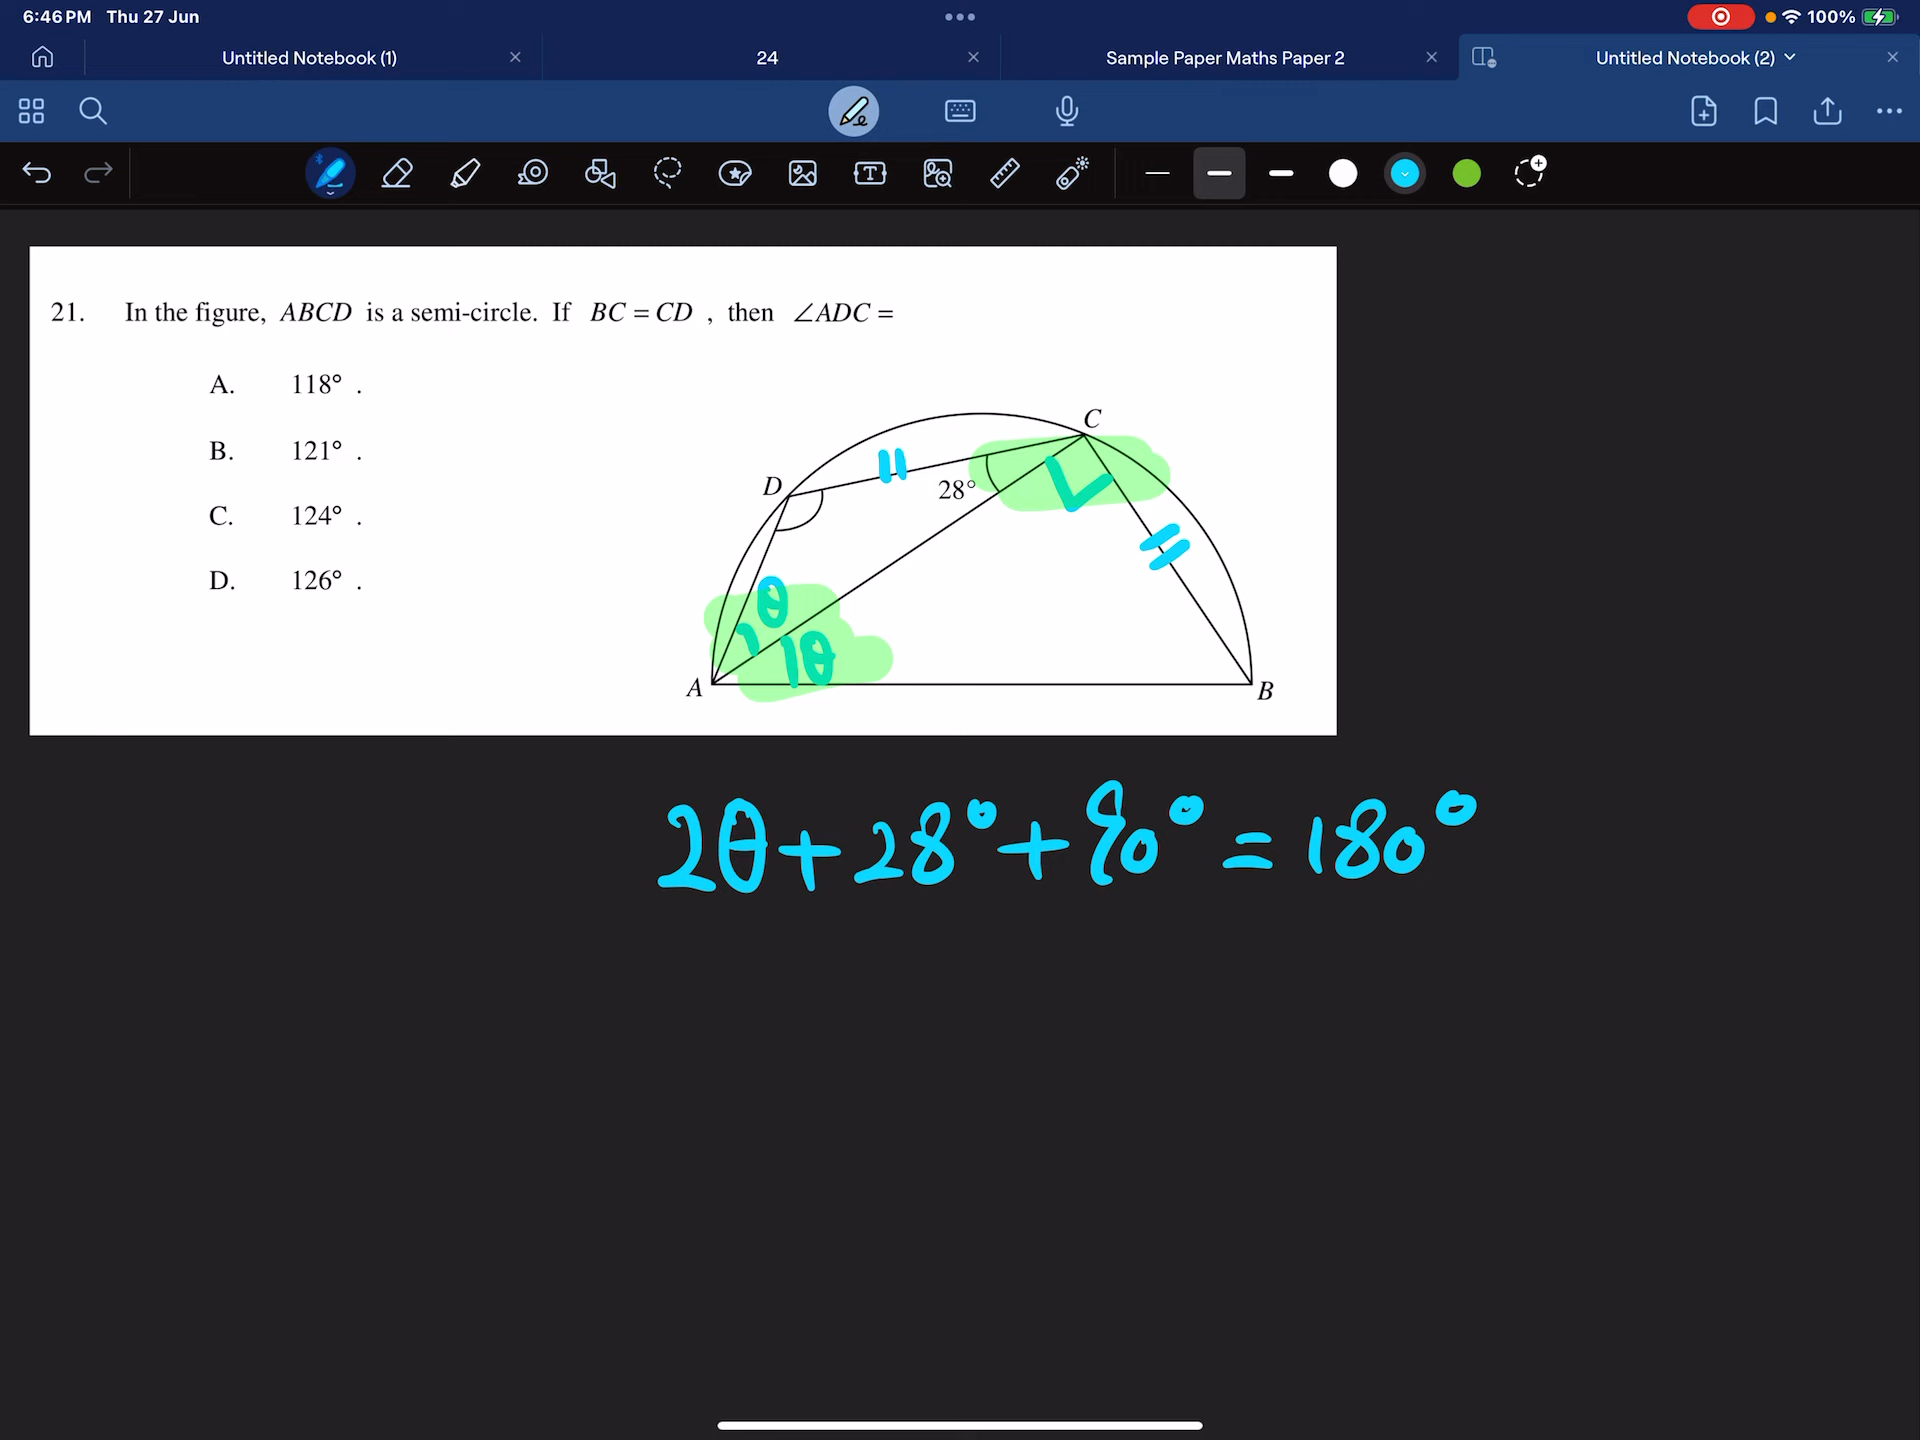 6:46 PM Thu 27 Jun
100%
Untitled Notebook (1)
24
Sample Paper Maths Paper 2
Untitled Notebook (2)
21. In the figure, ABCD is a semi-circle. If BC = CD , then ∠ADC =
A. 118° .
B. 121° .
C. 124° .
D. 126° .
C
D
28°
θ
θ
A
B
2θ+28°+90°=180°